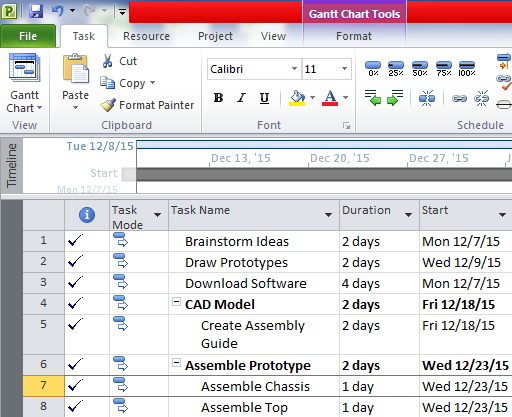 Gantt Chart Tools
File Task Resource Project View Format
Gantt Chart
Paste
Cut
Copy
Format Painter
Calibri 11
B I U A
0% 25% 50% 75% 100%
View Clipboard Font Schedule
Timeline
Tue 12/8/15
Dec 13, '15 Dec 20, '15 Dec 27, '15 J
Start
Mon 12/7/15
Task Mode Task Name Duration Start
1 Brainstorm Ideas 2 days Mon 12/7/15
2 Draw Prototypes 2 days Wed 12/9/15
3 Download Software 4 days Mon 12/7/15
4 CAD Model 2 days Fri 12/18/15
5 Create Assembly Guide 2 days Fri 12/18/15
6 Assemble Prototype 2 days Wed 12/23/15
7 Assemble Chassis 1 day Wed 12/23/15
8 Assemble Top 1 day Wed 12/23/15